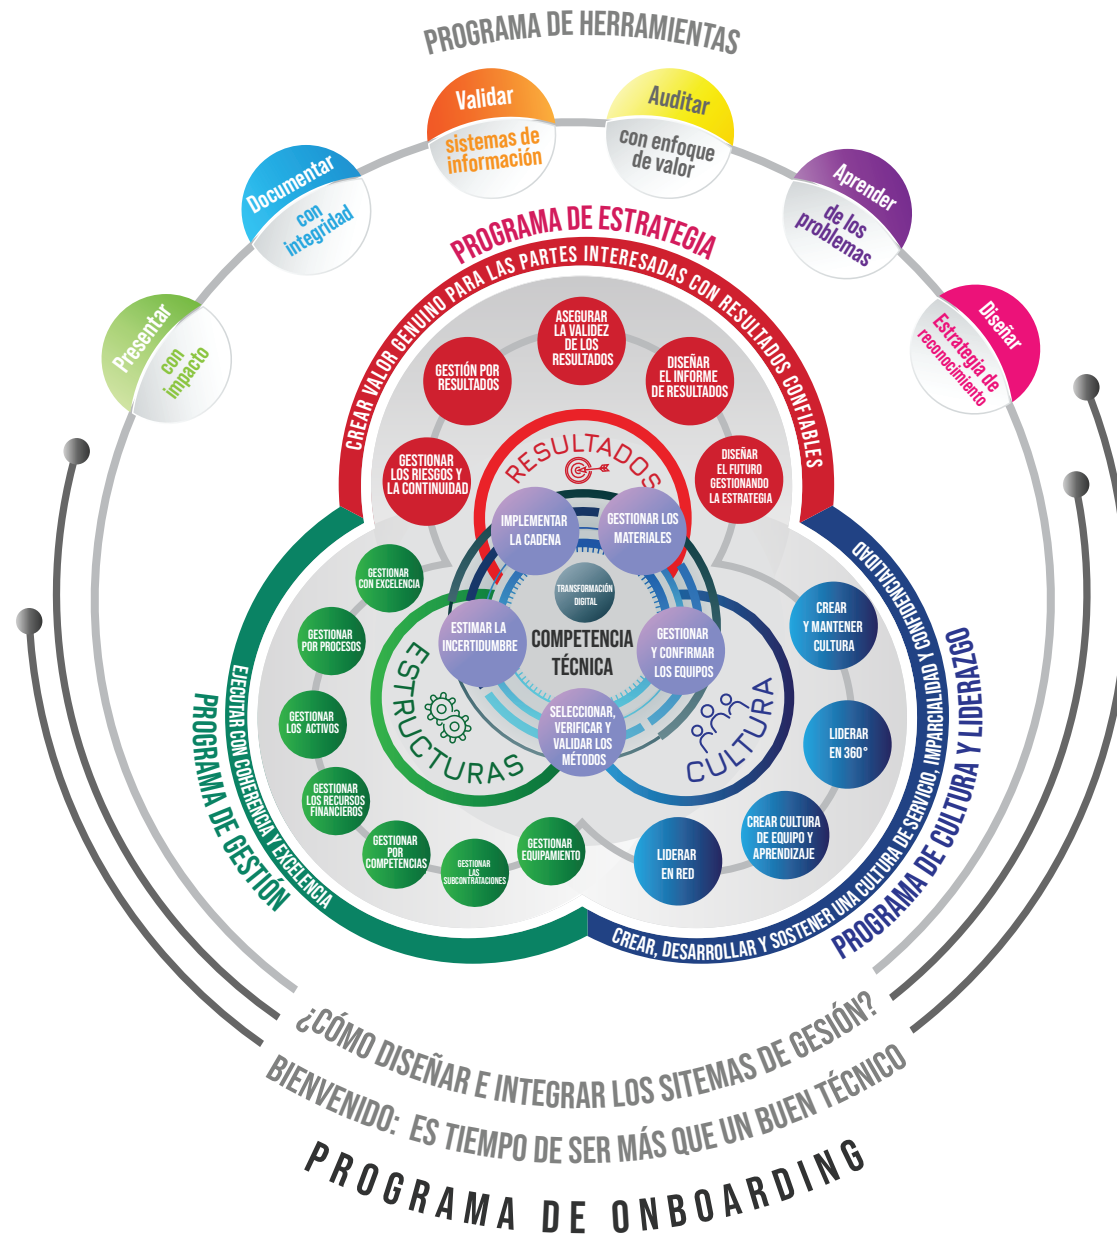 PROGRAMA DE HERRAMIENTAS
Presentar
con
impacto
Documentar
con
integridad
Validar
sistemas de
información
Auditar
con enfoque
de valor
Aprender
de los
problemas
Diseñar
Estrategia de
reconocimiento
PROGRAMA DE ESTRATEGIA
CREAR VALOR GENUINO PARA LAS PARTES INTERESADAS CON RESULTADOS CONFIABLES
GESTIONAR
LOS RIESGOS Y
LA CONTINUIDAD
GESTIÓN POR
RESULTADOS
ASEGURAR
LA VALIDEZ
DE LOS
RESULTADOS
DISEÑAR
EL INFORME
DE RESULTADOS
DISEÑAR
EL FUTURO
GESTIONANDO
LA ESTRATEGIA
RESULTADOS
IMPLEMENTAR
LA CADENA
GESTIONAR LOS
MATERIALES
TRANSFORMACIÓN
DIGITAL
ESTIMAR LA
INCERTIDUMBRE
COMPETENCIA
TÉCNICA
GESTIONAR
Y CONFIRMAR
LOS EQUIPOS
SELECCIONAR,
VERIFICAR Y
VALIDAR LOS
MÉTODOS
ESTRUCTURAS
CULTURA
GESTIONAR
CON EXCELENCIA
GESTIONAR
POR PROCESOS
GESTIONAR
LOS ACTIVOS
GESTIONAR
LOS RECURSOS
FINANCIEROS
GESTIONAR
POR
COMPETENCIAS
GESTIONAR
LAS
SUBCONTRATACIONES
GESTIONAR
EQUIPAMIENTO
EJECUTAR CON COHERENCIA Y EXCELENCIA
PROGRAMA DE GESTIÓN
CREAR
Y MANTENER
CULTURA
LIDERAR
EN 360°
CREAR CULTURA
DE EQUIPO Y
APRENDIZAJE
LIDERAR
EN RED
CREAR, DESARROLLAR Y SOSTENER UNA CULTURA DE SERVICIO, IMPARCIALIDAD Y CONFIDENCIALIDAD
PROGRAMA DE CULTURA Y LIDERAZGO
¿CÓMO DISEÑAR E INTEGRAR LOS SITEMAS DE GESIÓN?
BIENVENIDO: ES TIEMPO DE SER MÁS QUE UN BUEN TÉCNICO
PROGRAMA DE ONBOARDING